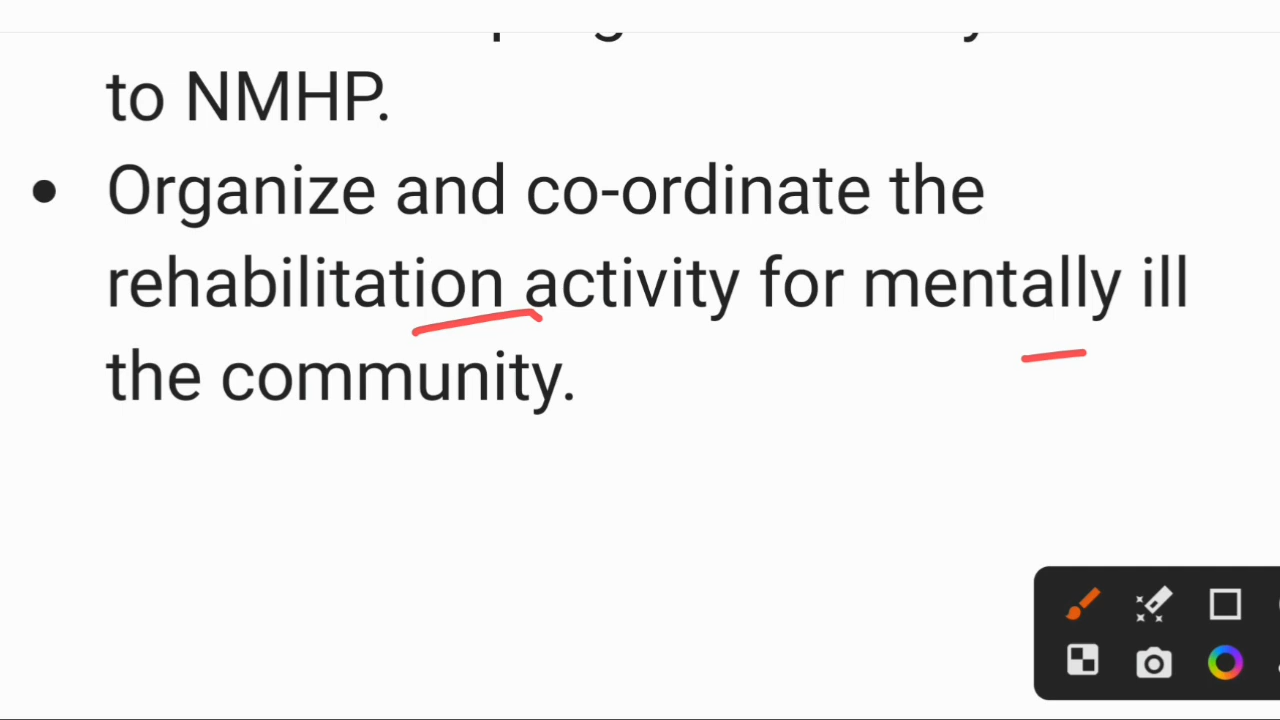 to NMHP.
• Organize and co-ordinate the
rehabilitation activity for mentally ill
the community.